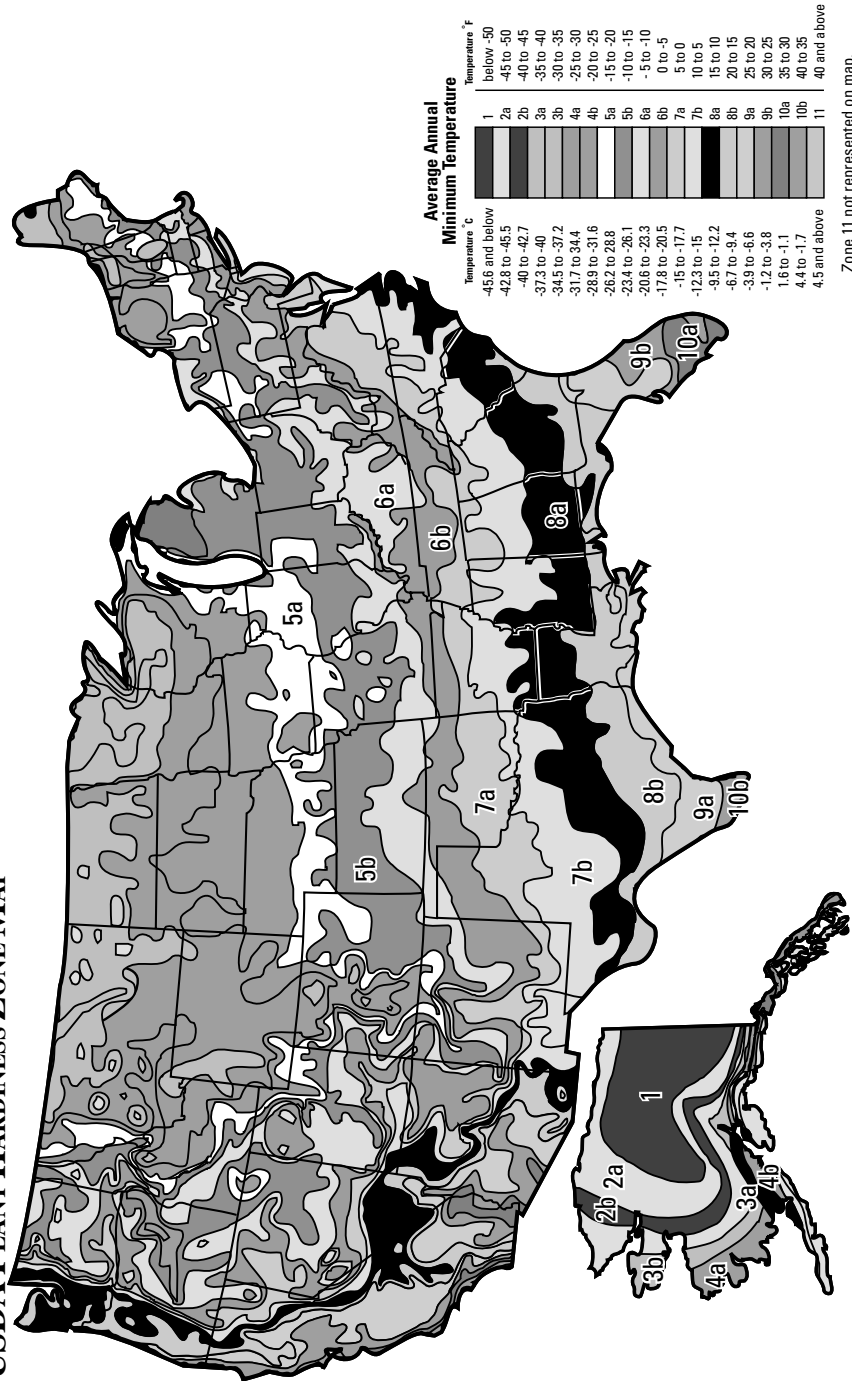 USDA PLANT HARDINESS ZONE MAP
Average Annual
Minimum Temperature
Temperature °C Temperature °F
-45.6 and below 1 below -50
-42.8 to -45.5 2a -45 to -50
-40 to -42.7 2b -40 to -45
-37.3 to -40 3a -35 to -40
-34.5 to -37.2 3b -30 to -35
-31.7 to 34.4 4a -25 to -30
-28.9 to -31.6 4b -20 to -25
-26.2 to 28.8 5a -15 to -20
-23.4 to -26.1 5b -10 to -15
-20.6 to -23.3 6a - 5 to -10
-17.8 to -20.5 6b 0 to -5
-15 to -17.7 7a 5 to 0
-12.3 to -15 7b 10 to 5
-9.5 to -12.2 8a 15 to 10
-6.7 to -9.4 8b 20 to 15
-3.9 to -6.6 9a 25 to 20
-1.2 to -3.8 9b 30 to 25
1.6 to -1.1 10a 35 to 30
4.4 to -1.7 10b 40 to 35
4.5 and above 11 40 and above
Zone 11 not represented on map.
5a
6a
5b
6b
7a
8a
7b
8b
9a
9b
10a
10b
1
2a
2b
3a
3b
4a
4b